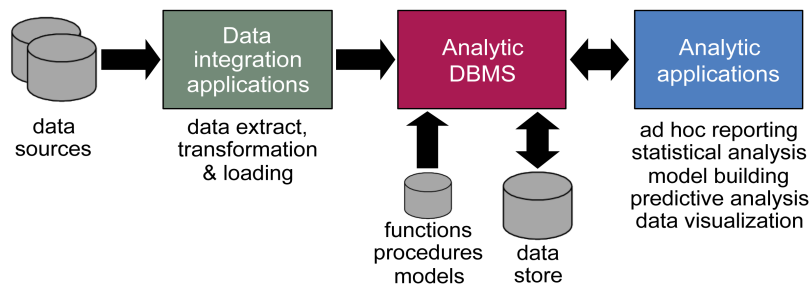 Data
integration
applications
Analytic
DBMS
Analytic
applications
data
sources
data extract,
transformation
& loading
ad hoc reporting
statistical analysis
model building
predictive analysis
data visualization
functions
procedures
models
data
store